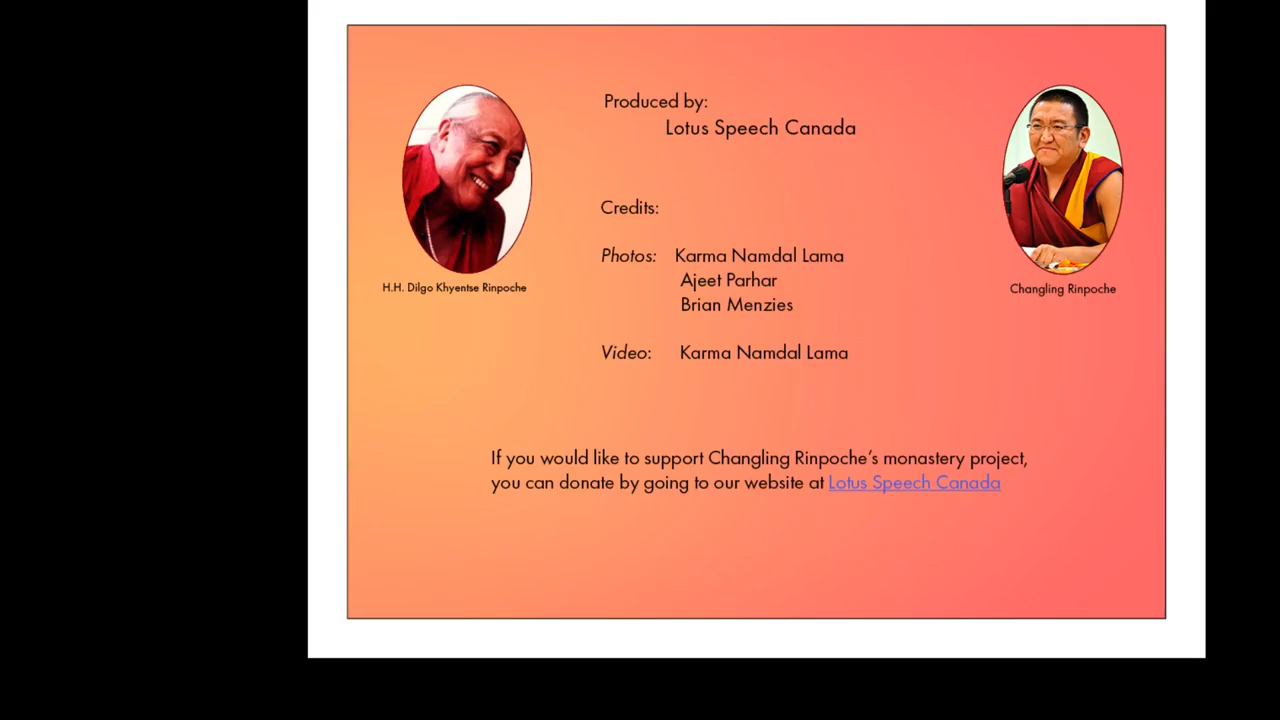 Produced by:
Lotus Speech Canada
Credits:
Photos: Karma Namdal Lama
Ajeet Parhar
Brian Menzies
Video: Karma Namdal Lama
H.H. Dilgo Khyentse Rinpoche
Changling Rinpoche
If you would like to support Changling Rinpoche's monastery project,
you can donate by going to our website at Lotus Speech Canada